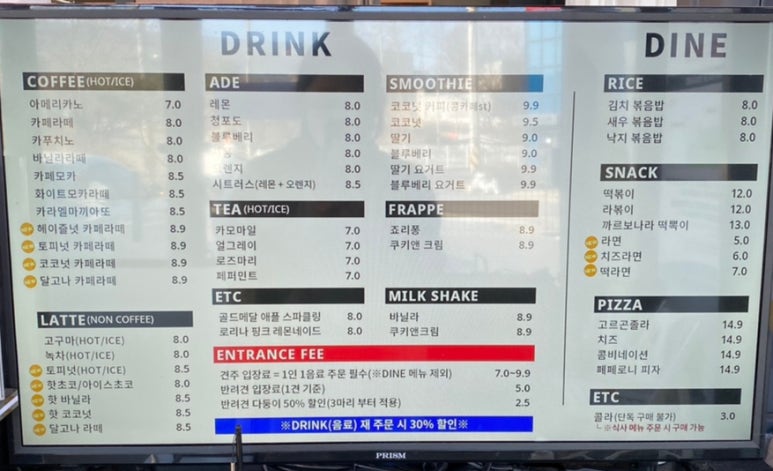 DRINK
COFFEE(HOT/ICE)
아메리카노 7.0
카페라떼 8.0
카푸치노 8.0
바닐라라떼 8.0
카페모카 8.5
화이트모카라떼 8.5
카라멜마끼아또 8.5
헤이즐넛 카페라떼 8.9
토피넛 카페라떼 8.9
코코넛 카페라떼 8.9
달고나 카페라떼 8.9
LATTE(NON COFFEE)
고구마(HOT/ICE) 8.0
녹차(HOT/ICE) 8.0
토피넛(HOT/ICE) 8.5
핫초코/아이스초코 8.0
핫 바닐라 8.5
핫 코코넛 8.5
달고나 라떼 8.5
ADE
레몬 8.0
청포도 8.0
블루베리 8.0
8.0
8.0
시트러스(레몬 + 오렌지) 8.5
TEA(HOT/ICE)
카모마일 7.0
얼그레이 7.0
로즈마리 7.0
페퍼민트 7.0
ETC
골드메달 애플 스파클링 8.0
로리나 핑크 레몬네이드 8.0
SMOOTHIE
코코넛 커피 9.9
코코넛 9.5
딸기 9.0
블루베리 9.0
딸기 요거트 9.9
블루베리 요거트 9.9
FRAPPE
죠리퐁 8.9
쿠키앤 크림 8.9
MILK SHAKE
바닐라 8.9
쿠키앤크림 8.9
ENTRANCE FEE
견주 입장료 = 1인 1음료 주문 필수(※DINE 메뉴 제외) 7.0~9.9
반려견 입장료(1견 기준) 5.0
반려견 다둥이 50% 할인(3마리 부터 적용) 2.5
※DRINK(음료) 재 주문 시 30% 할인※
DINE
RICE
김치 볶음밥 8.0
새우 볶음밥 8.0
낙지 볶음밥 8.0
SNACK
떡볶이 12.0
라볶이 12.0
까르보나라 떡뽁이 13.0
라면 5.0
치즈라면 6.0
떡라면 7.0
PIZZA
고르곤졸라 14.9
치즈 14.9
콤비네이션 14.9
페페로니 피자 14.9
ETC
콜라(단독 구매 불가) 3.0
└ ※식사 메뉴 주문 시 구매 가능
PRISM